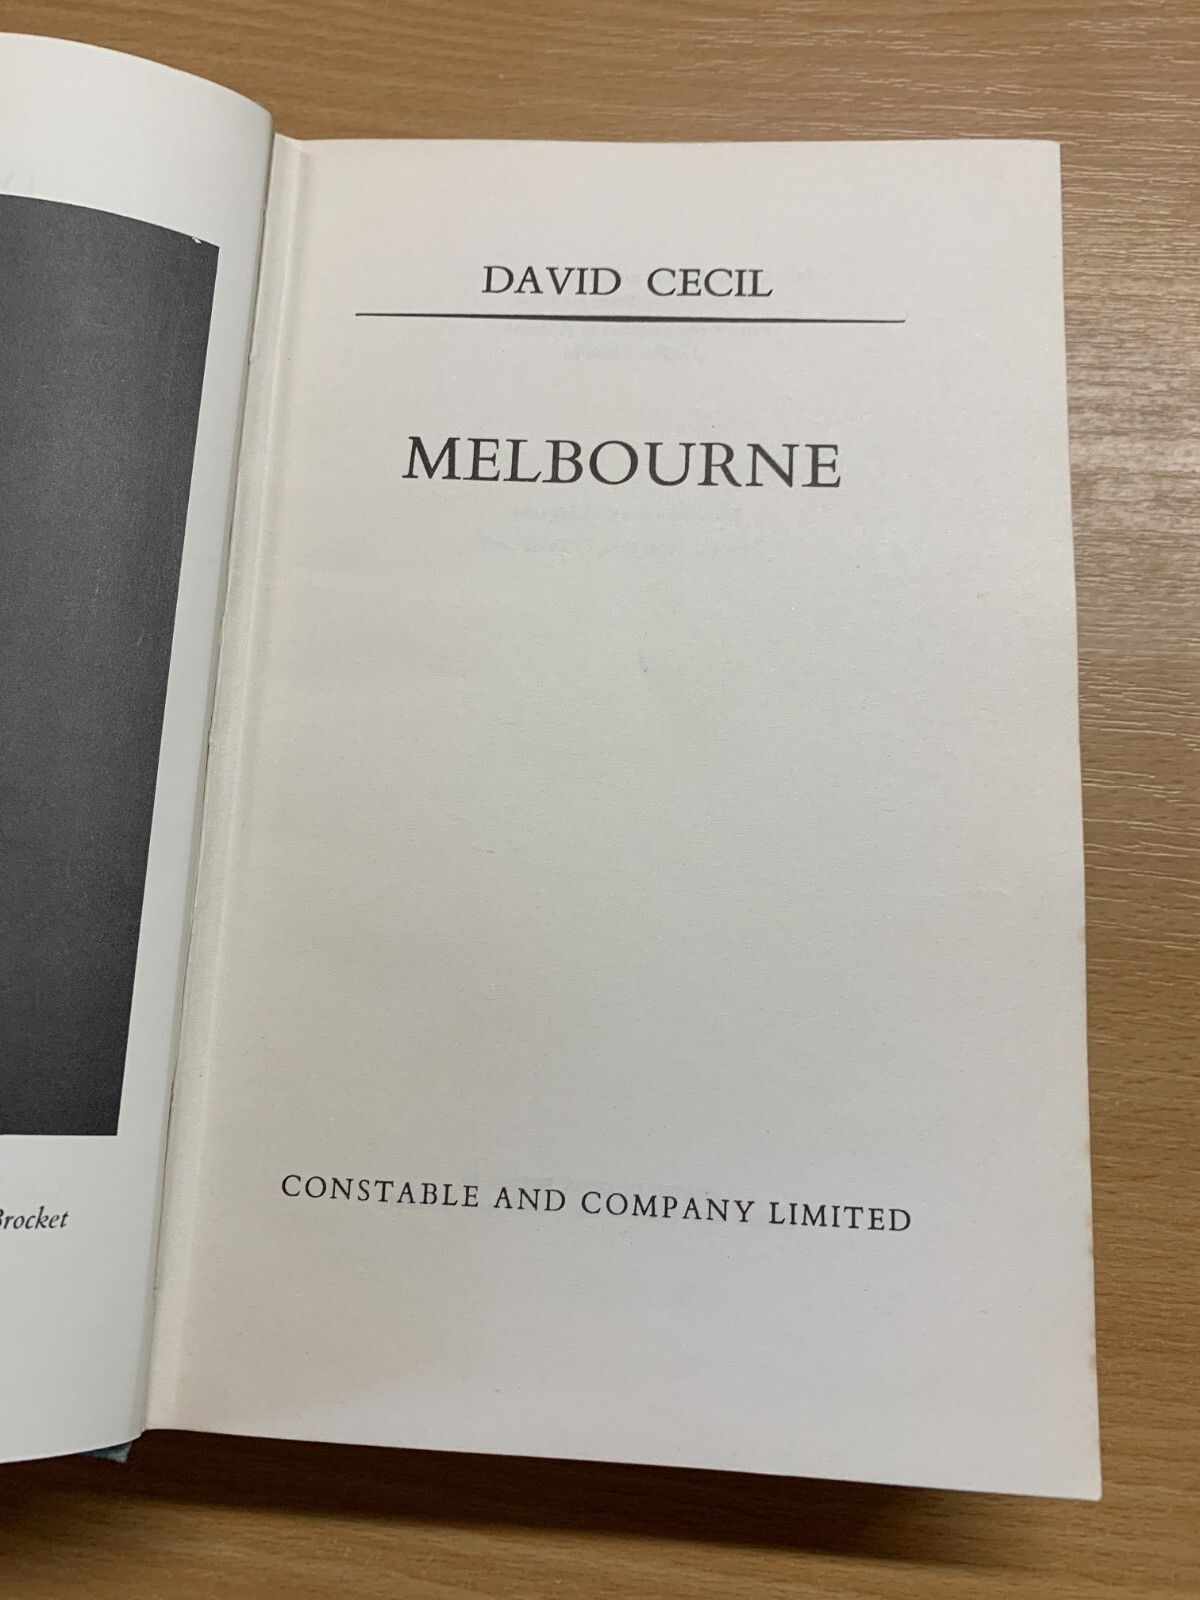 Brocket
DAVID CECIL
MELBOURNE
CONSTABLE AND COMPANY LIMITED